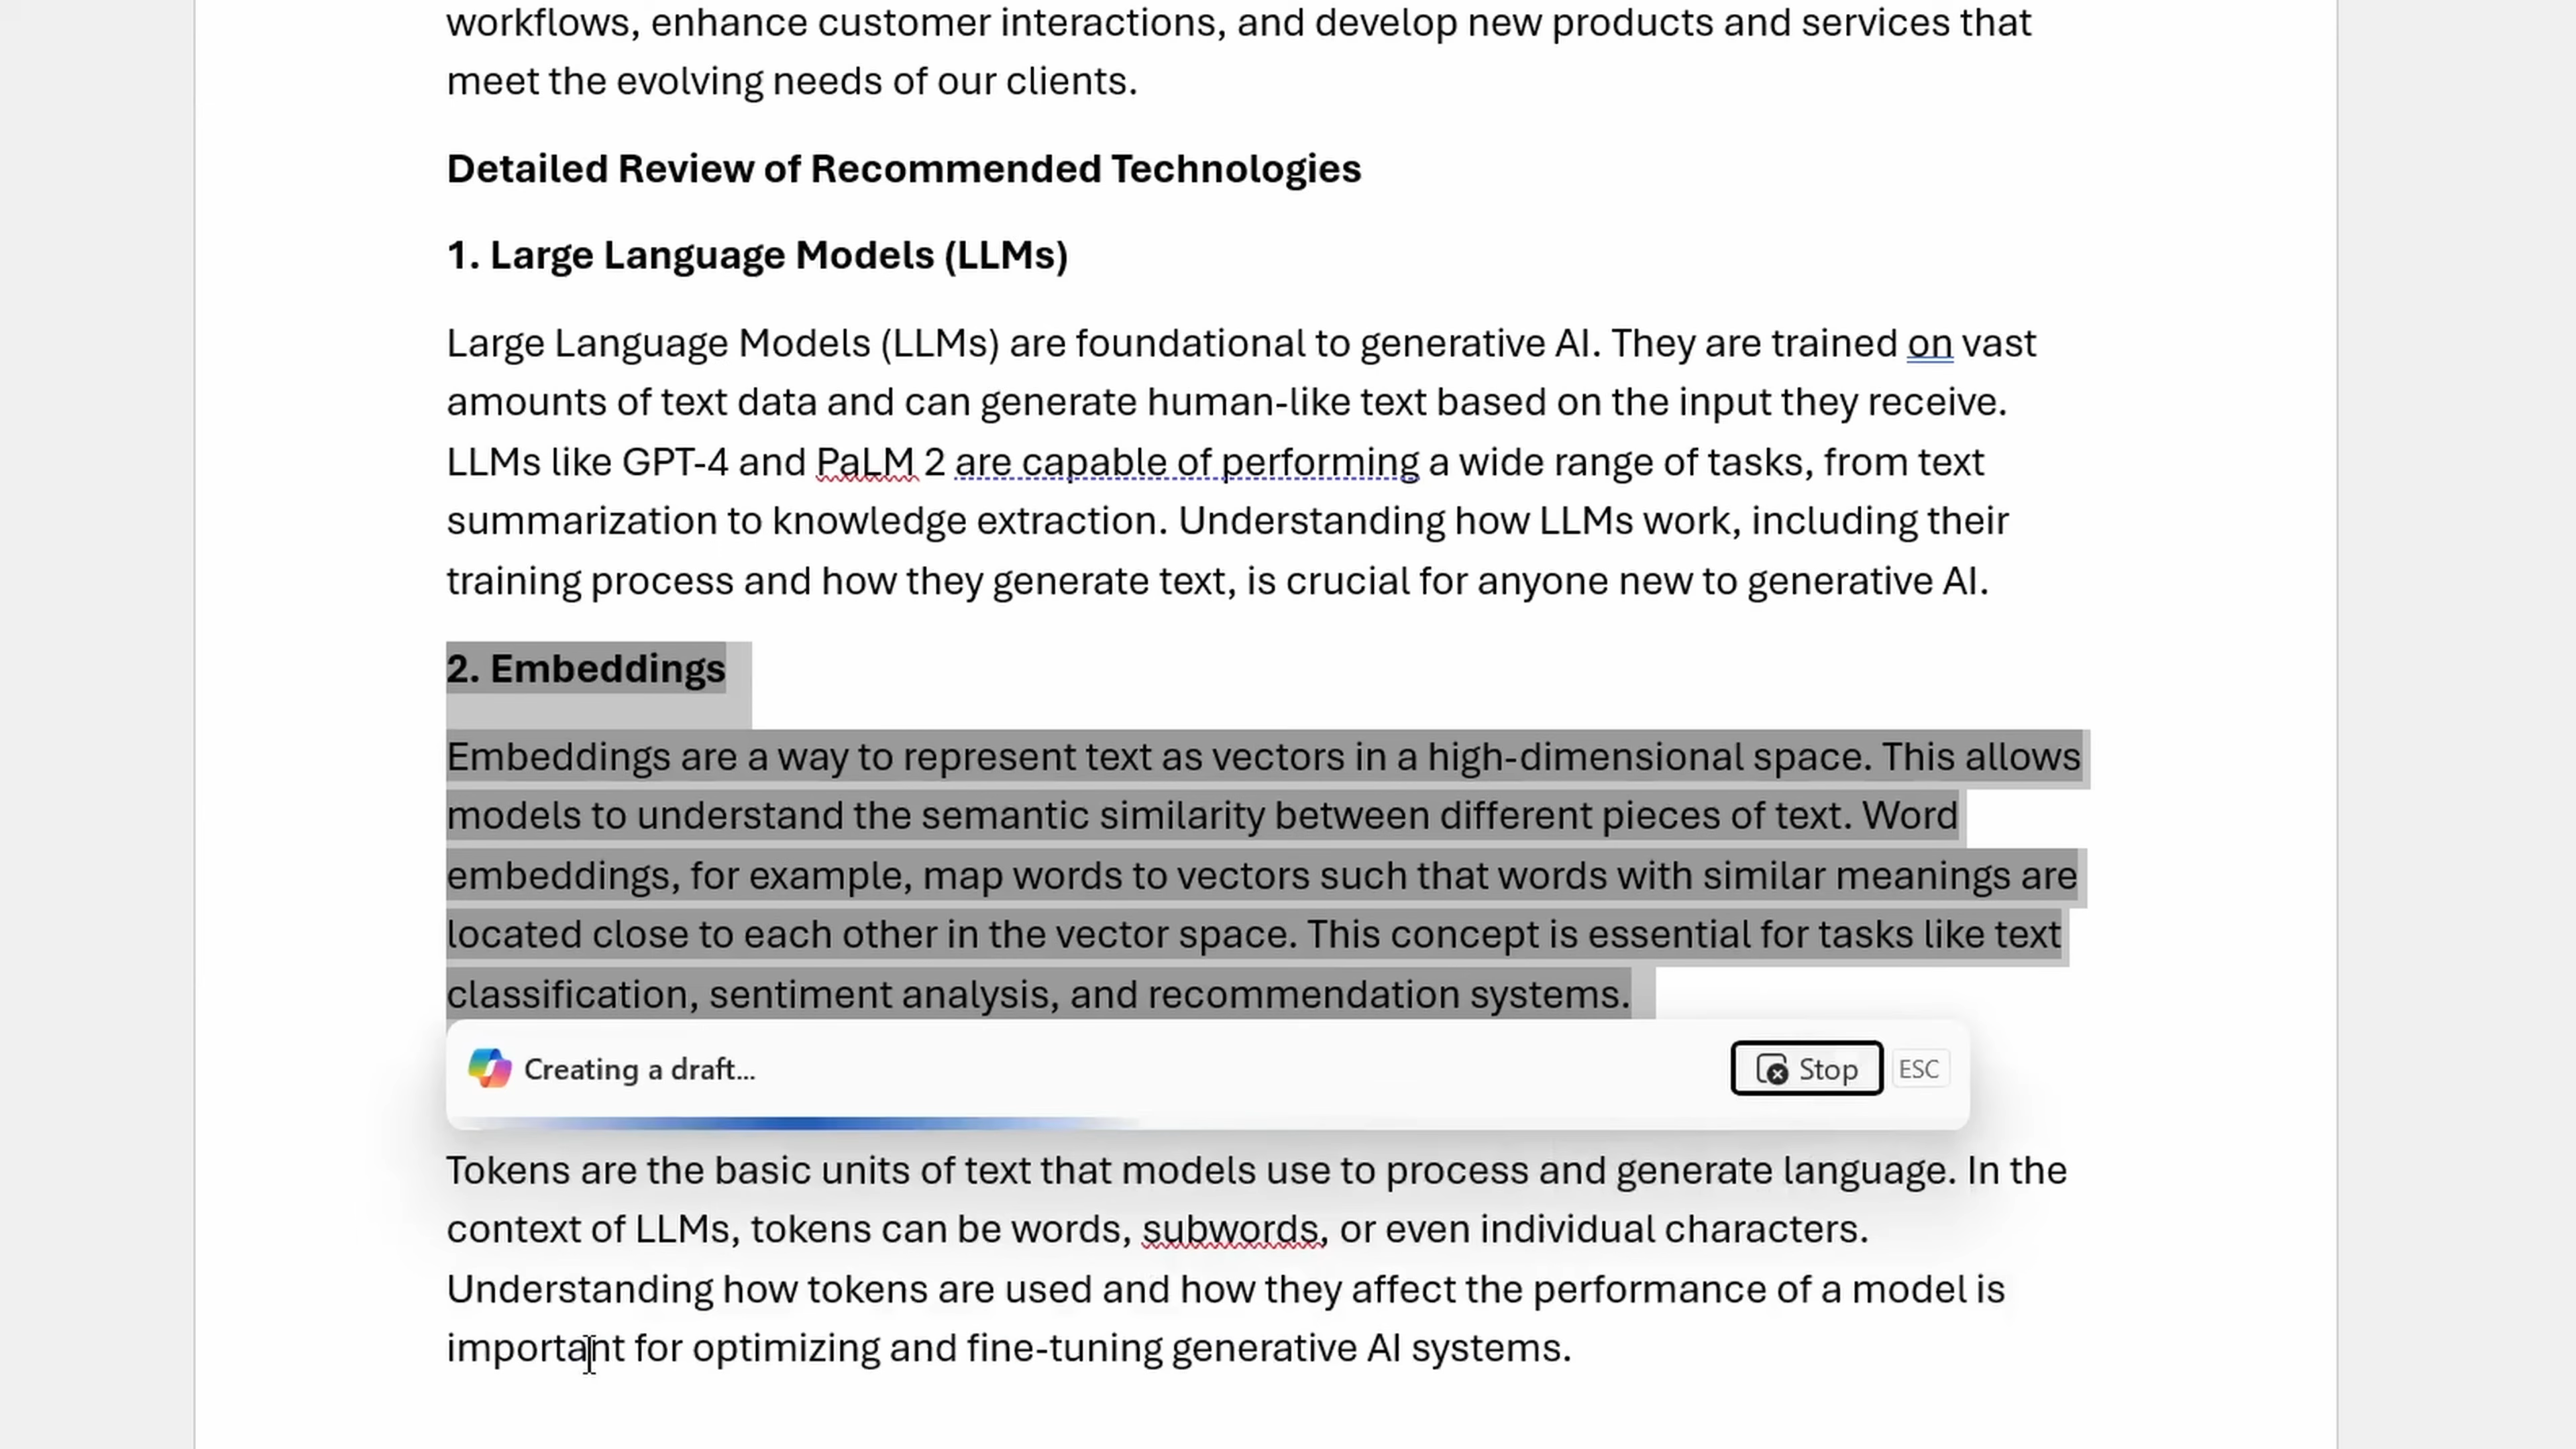 workflows, enhance customer interactions, and develop new products and services that
meet the evolving needs of our clients.
Detailed Review of Recommended Technologies
1. Large Language Models (LLMs)
Large Language Models (LLMs) are foundational to generative AI. They are trained on vast
amounts of text data and can generate human-like text based on the input they receive.
LLMs like GPT-4 and PaLM 2 are capable of performing a wide range of tasks, from text
summarization to knowledge extraction. Understanding how LLMs work, including their
training process and how they generate text, is crucial for anyone new to generative AI.
2. Embeddings
Embeddings are a way to represent text as vectors in a high-dimensional space. This allows
models to understand the semantic similarity between different pieces of text. Word
embeddings, for example, map words to vectors such that words with similar meanings are
located close to each other in the vector space. This concept is essential for tasks like text
classification, sentiment analysis, and recommendation systems.
Creating a draft... Stop ESC
Tokens are the basic units of text that models use to process and generate language. In the
context of LLMs, tokens can be words, subwords, or even individual characters.
Understanding how tokens are used and how they affect the performance of a model is
important for optimizing and fine-tuning generative AI systems.